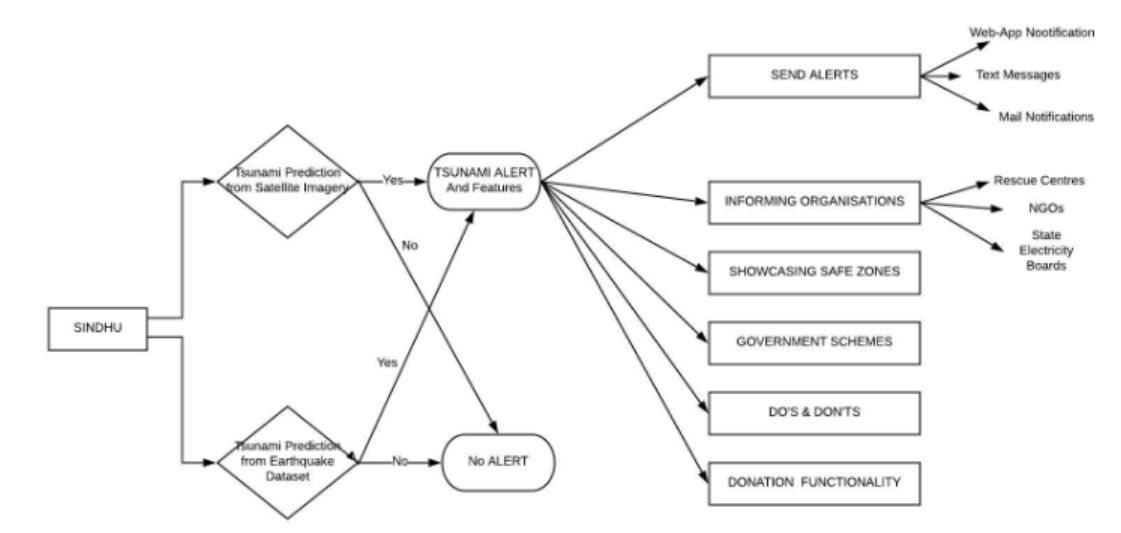 Web-App Nootification
SEND ALERTS
Text Messages
Mail Notifications
Tsunami Prediction
from Satellite Imagery
Yes
TSUNAMI ALERT
And Features
No
INFORMING ORGANISATIONS
Rescue Centres
NGOs
State
Electricity
Boards
SHOWCASING SAFE ZONES
SINDHU
GOVERNMENT SCHEMES
Yes
DO'S & DON'TS
Tsunami Prediction
from Earthquake
Dataset
No
No ALERT
DONATION FUNCTIONALITY